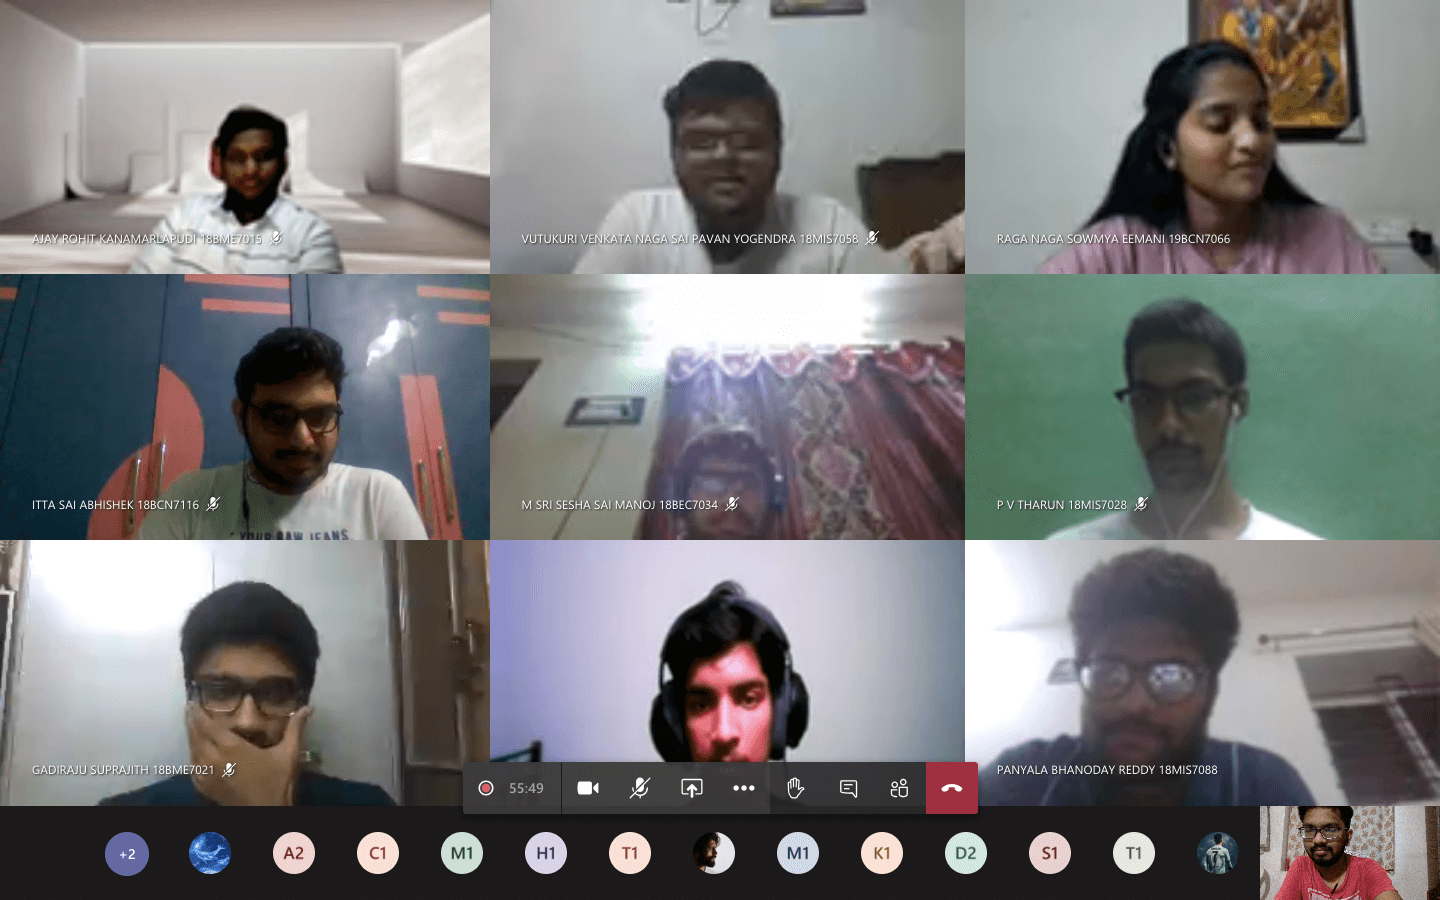 AJAY ROHIT KANAMARLAPUDI 18BME7015
VUTUKURI VENKATA NAGA SAI PAVAN YOGENDRA 18MIS7058
RAGA NAGA SOWMYA EEMANI 19BCN7066
ITTA SAI ABHISHEK 18BCN7116
M SRI SESHA SAI MANOJ 18BEC7034
P V THARUN 18MIS7028
JEANS
GADIRAJU SUPRAJITH 18BME7021
PANYALA BHANODAY REDDY 18MIS7088
55:49
+2
A2
C1
M1
H1
T1
M1
K1
D2
S1
T1
7